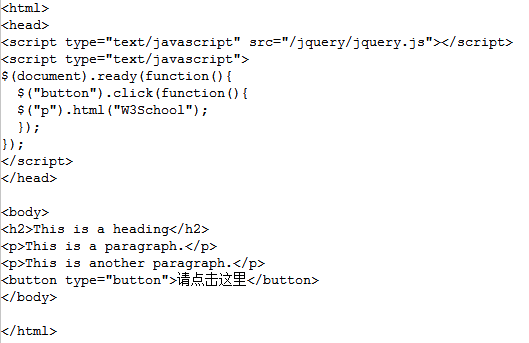 <html>
<head>
<script type="text/javascript" src="/jquery/jquery.js"></script>
<script type="text/javascript">
$(document).ready(function(){
  $("button").click(function(){
  $("p").html("W3School");
  });
});
</script>
</head>

<body>
<h2>This is a heading</h2>
<p>This is a paragraph.</p>
<p>This is another paragraph.</p>
<button type="button">请点击这里</button>
</body>

</html>